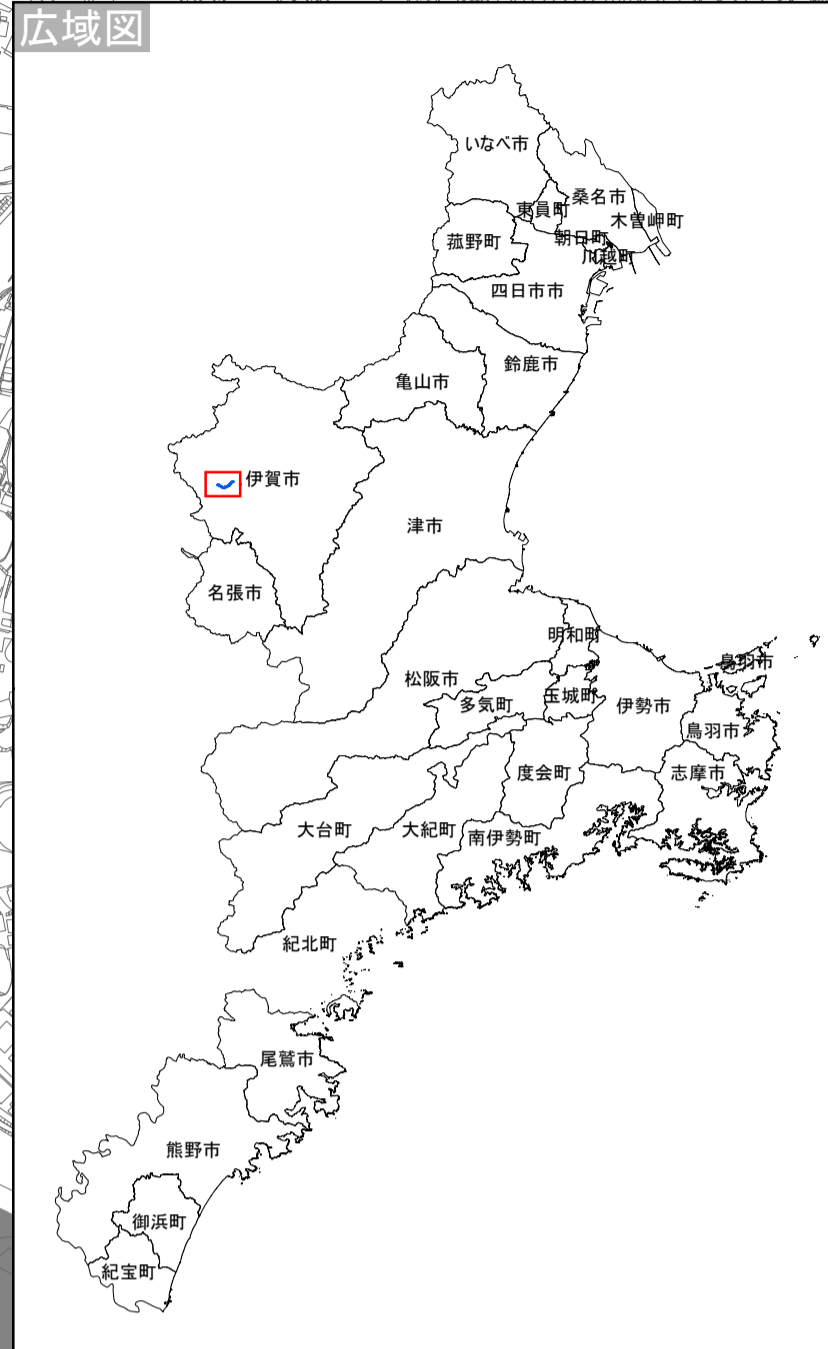 広域図
いなべ市
桑名市
東員町
木曽岬町
朝日町
菰野町
川越町
四日市市
鈴鹿市
亀山市
伊賀市
津市
名張市
明和町
鳥羽市
松阪市
玉城町
多気町
伊勢市
鳥羽市
度会町
志摩市
大台町
大紀町
南伊勢町
紀北町
尾鷲市
熊野市
御浜町
紀宝町